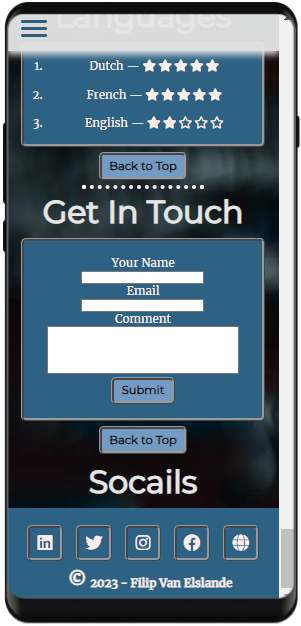 Languages
1. Dutch —
2. French —
3. English —
Back to Top
Get In Touch
Your Name
Email
Comment
Submit
Back to Top
Socails
in
© 2023 - Filip Van Elslande